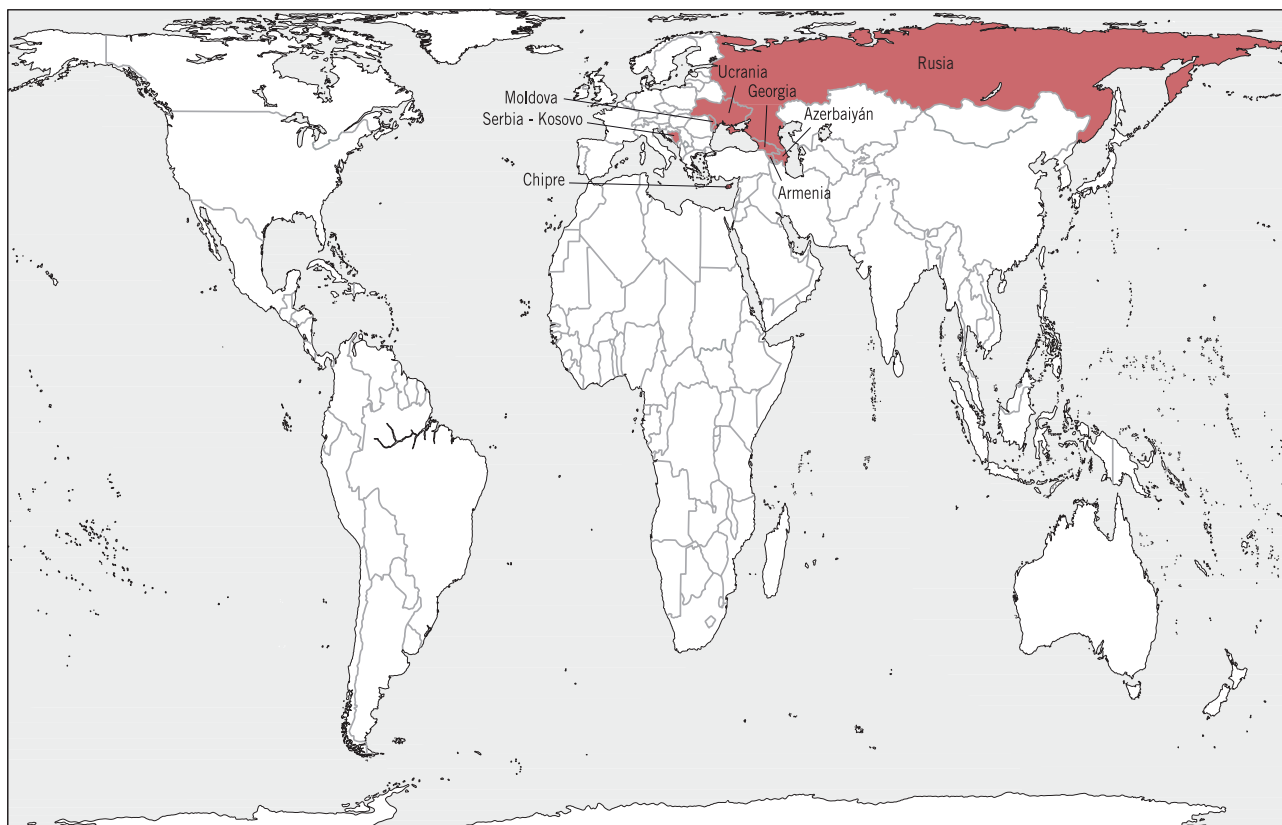 Rusia
Ucrania
Georgia
Moldova
Azerbaiyán
Serbia - Kosovo
Chipre
Armenia